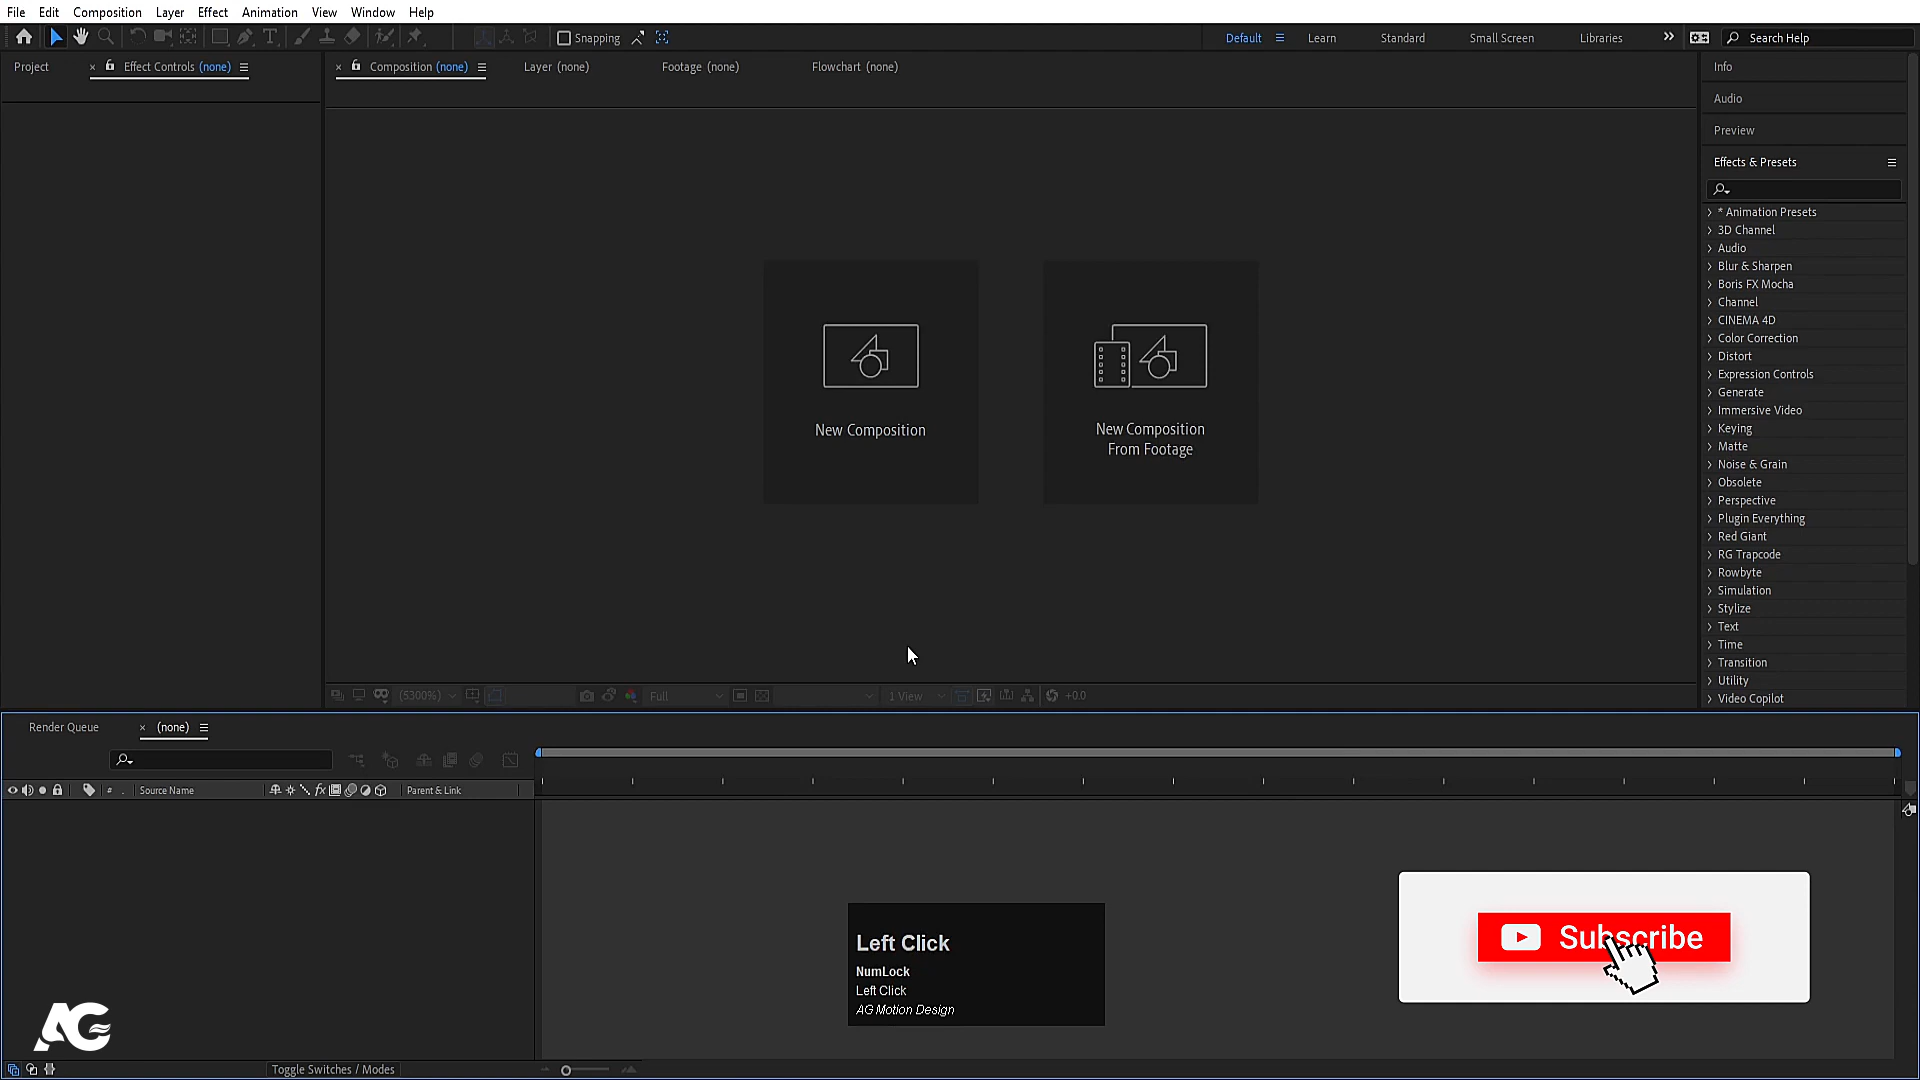 File Edit Composition Layer Effect Animation View Window Help
Snapping Default Learn Standard Small Screen Libraries Search Help
Project Effect Controls (none) Composition (none) Layer (none) Footage (none) Flowchart (none) Info
Audio
Preview
Effects & Presets
* Animation Presets
3D Channel
Audio
Blur & Sharpen
Boris FX Mocha
Channel
CINEMA 4D
Color Correction
Distort
Expression Controls
Generate
Immersive Video
Keying
Matte
Noise & Grain
Obsolete
Perspective
Plugin Everything
Red Giant
RG Trapcode
Rowbyte
Simulation
Stylize
Text
Time
Transition
Utility
Video Copilot
New Composition
New Composition
From Footage
(5300%) Full 1 View +0.0
Render Queue (none)
# . Source Name fx Parent & Link
Left Click
NumLock
Left Click
AG Motion Design
Subscribe
AG
Toggle Switches / Modes